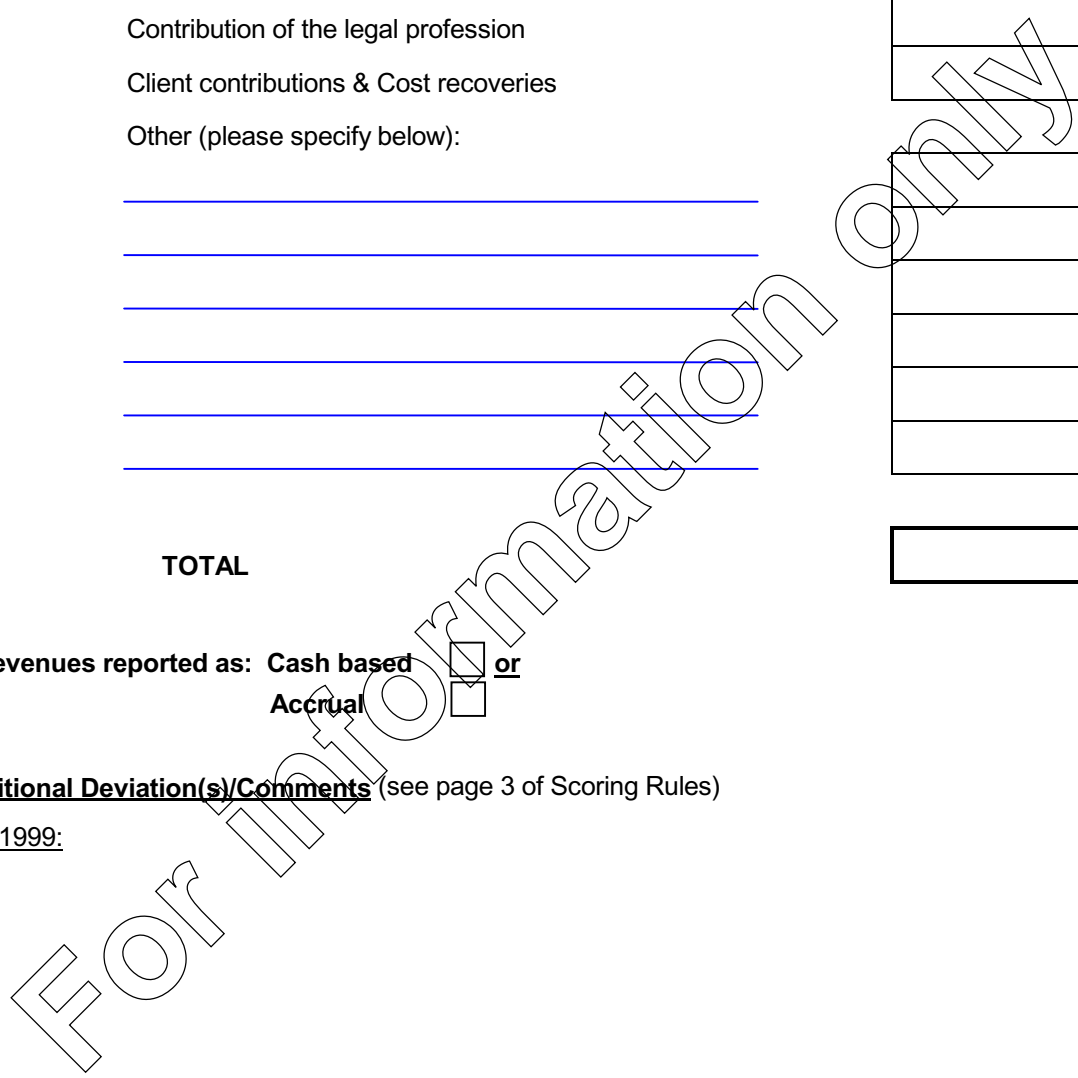 Contribution of the legal profession
Client contributions & Cost recoveries
Other (please specify below):
TOTAL
evenues reported as: Cash based or
Accrual
itional Deviation(s)/Comments (see page 3 of Scoring Rules)
1999:
For information only